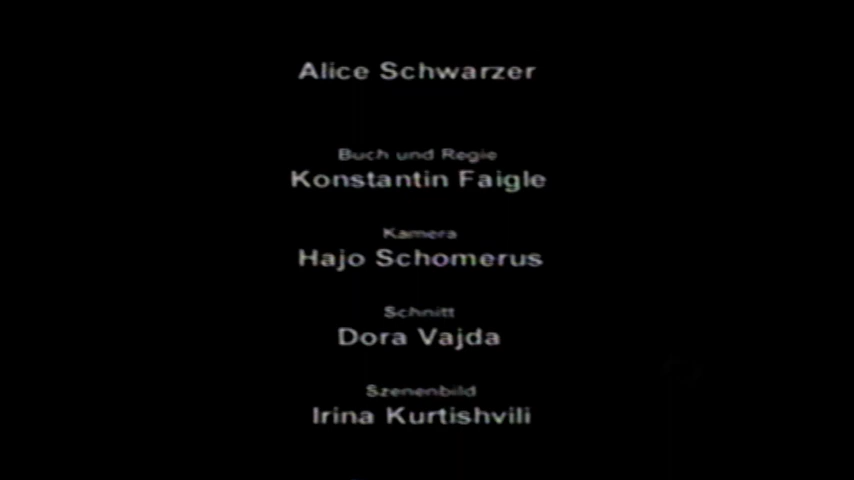 Alice Schwarzer
Buch und Regie
Konstantin Faigle
Kamera
Hajo Schomerus
Schnitt
Dora Vajda
Szenenbild
Irina Kurtishvili